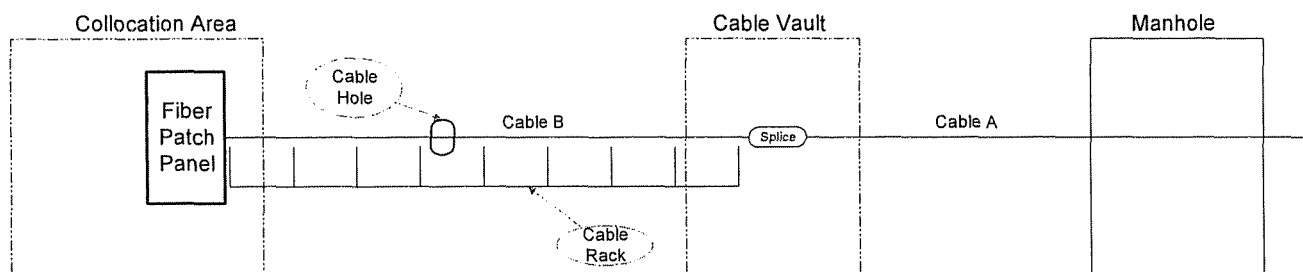 Collocation Area
Cable Vault
Manhole
Cable
Hole
Fiber
Patch
Panel
Cable B
Splice
Cable A
Cable
Rack